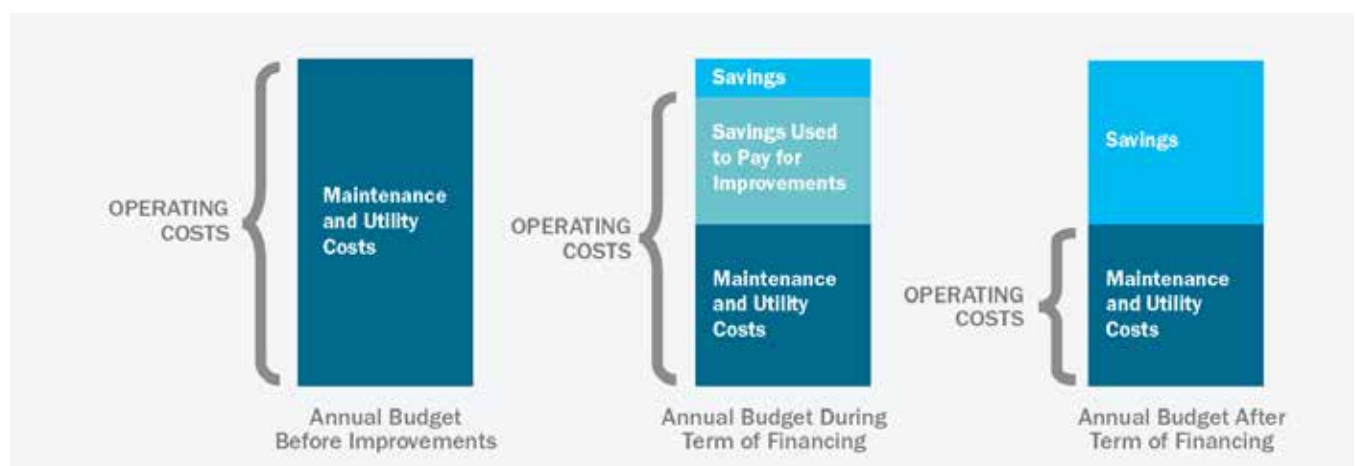 OPERATING
COSTS
Maintenance
and Utility
Costs
Annual Budget
Before Improvements
OPERATING
COSTS
Savings
Savings Used
to Pay for
Improvements
Maintenance
and Utility
Costs
Annual Budget During
Term of Financing
OPERATING
COSTS
Savings
Maintenance
and Utility
Costs
Annual Budget After
Term of Financing